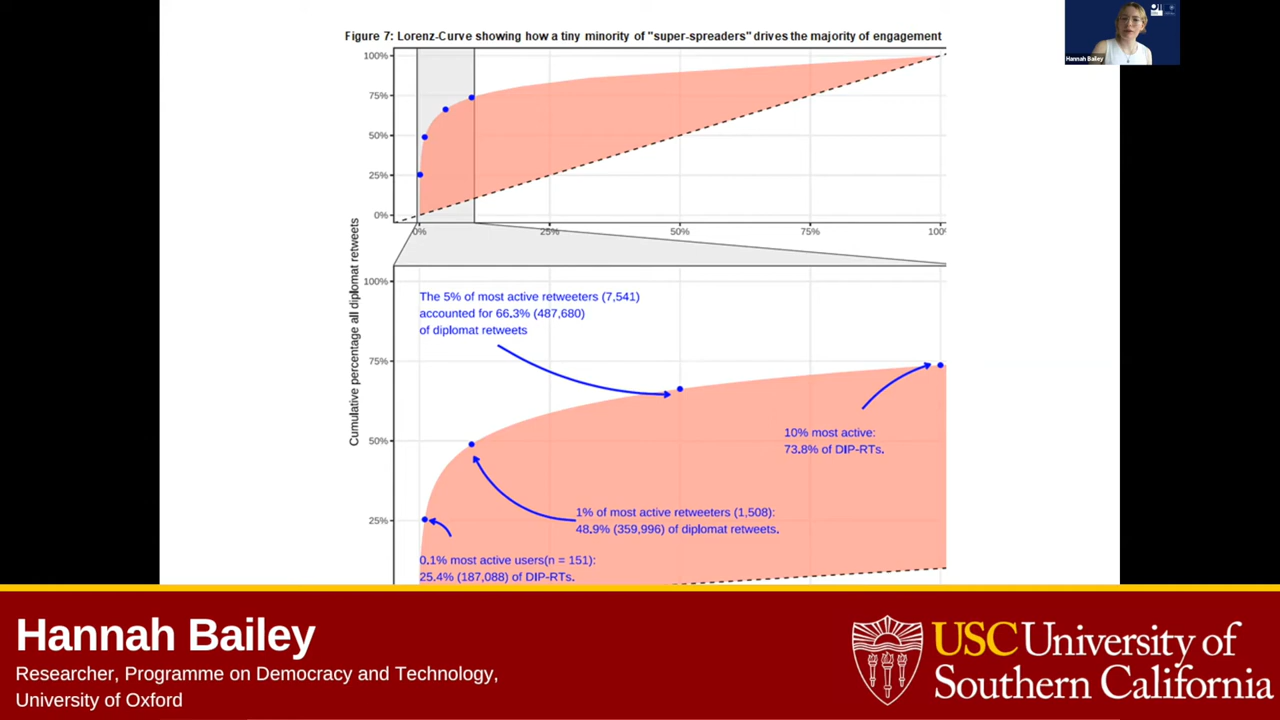 Figure 7: Lorenz-Curve showing how a tiny minority of "super-spreaders" drives the majority of engagement
Hannah Bailey
100%
75%
50%
25%
0%
0%
25%
50%
75%
100%
Cumulative percentage all diplomat retweets
100%
75%
50%
25%
The 5% of most active retweeters (7,541)
accounted for 66.3% (487,680)
of diplomat retweets
10% most active:
73.8% of DIP-RTs.
1% of most active retweeters (1,508):
48.9% (359,996) of diplomat retweets.
0.1% most active users(n = 151):
25.4% (187,088) of DIP-RTs.
Hannah Bailey
Researcher, Programme on Democracy and Technology,
University of Oxford
USC University of
Southern California